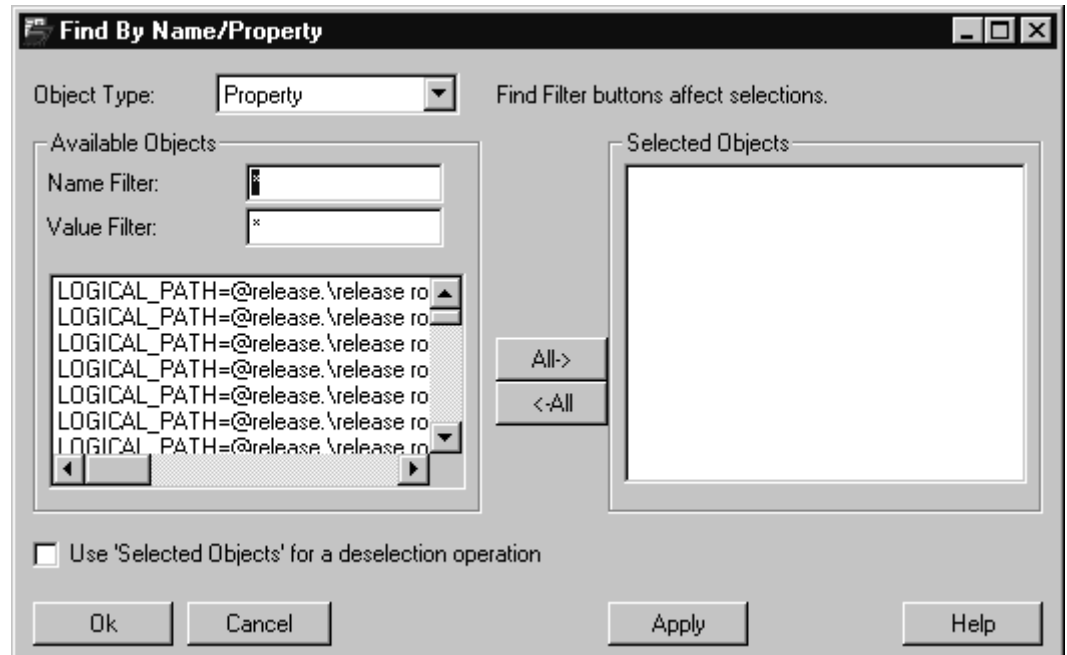 Find By Name/Property
Object Type: Property Find Filter buttons affect selections.
Available Objects
Selected Objects
Name Filter: *
Value Filter: *
LOGICAL_PATH=@release.\release ro
LOGICAL_PATH=@release.\release ro
LOGICAL_PATH=@release.\release ro
LOGICAL_PATH=@release.\release ro
LOGICAL_PATH=@release.\release ro
LOGICAL_PATH=@release.\release ro
LOGICAL_PATH=@release.\release ro
All->
<-All
Use 'Selected Objects' for a deselection operation
Ok Cancel Apply Help